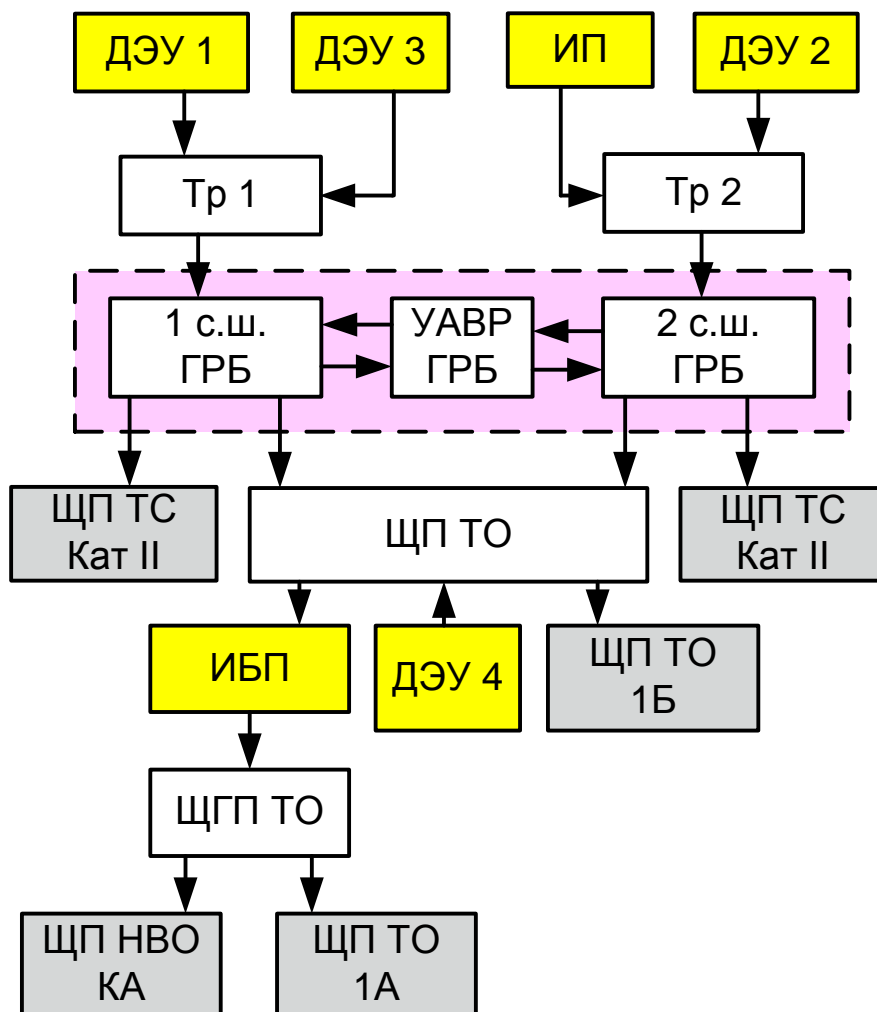 ДЭУ 1
ДЭУ 3
ИП
ДЭУ 2
Тр 1
Тр 2
1 с.ш.
ГРБ
УАВР
ГРБ
2 с.ш.
ГРБ
ЩП ТС
Кат II
ЩП ТО
ЩП ТС
Кат II
ИБП
ДЭУ 4
ЩП ТО
1Б
ЩГП ТО
ЩП НВО
КА
ЩП ТО
1А